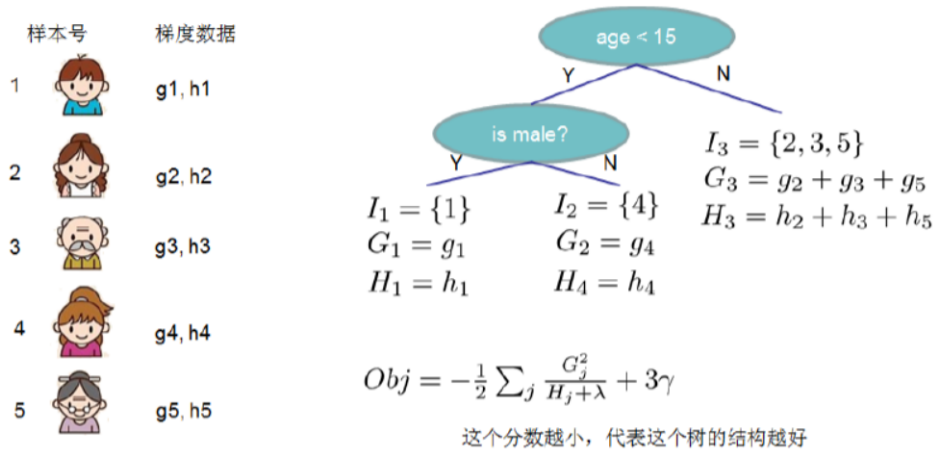 样本号 梯度数据
1 g1, h1
2 g2, h2
3 g3, h3
4 g4, h4
5 g5, h5
age < 15
Y N
is male?
Y N
I₁ = {1}
G₁ = g₁
H₁ = h₁
I₂ = {4}
G₂ = g₄
H₄ = h₄
I₃ = {2, 3, 5}
G₃ = g₂ + g₃ + g₅
H₃ = h₂ + h₃ + h₅
Obj = −½ ∑ⱼ Gⱼ²/(Hⱼ+λ) + 3γ
这个分数越小，代表这个树的结构越好